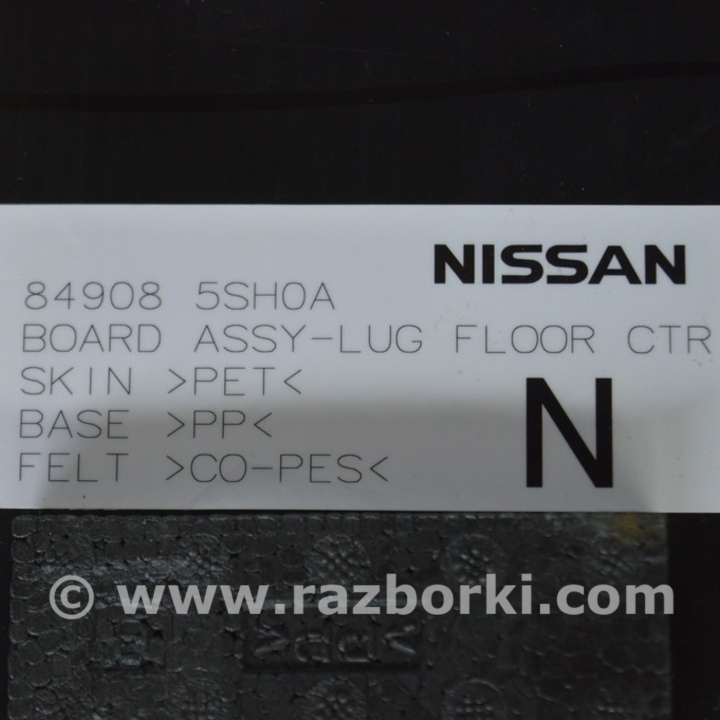 NISSAN
84908 5SH0A
BOARD ASSY-LUG FLOOR CTR
SKIN >PET<
BASE >PP<
FELT >CO-PES<
N
© www.razborki.com